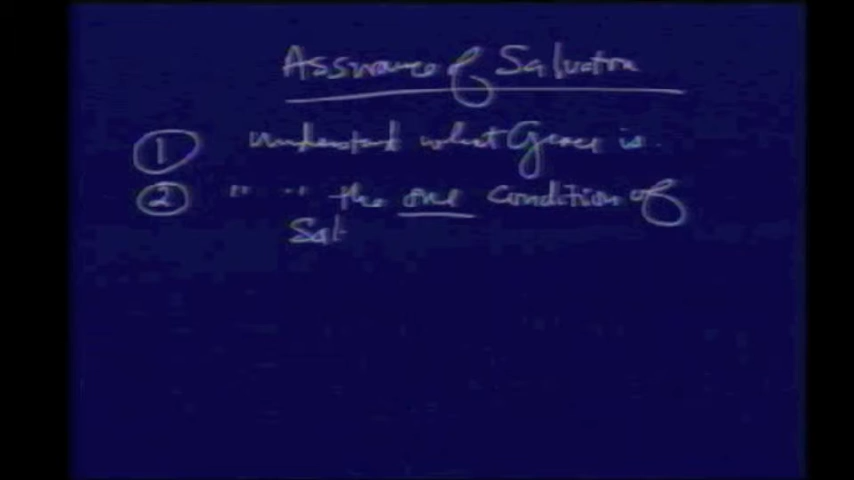 Assurance of Salvation
① Understand what Grace is.
② " " the one condition of
Sal